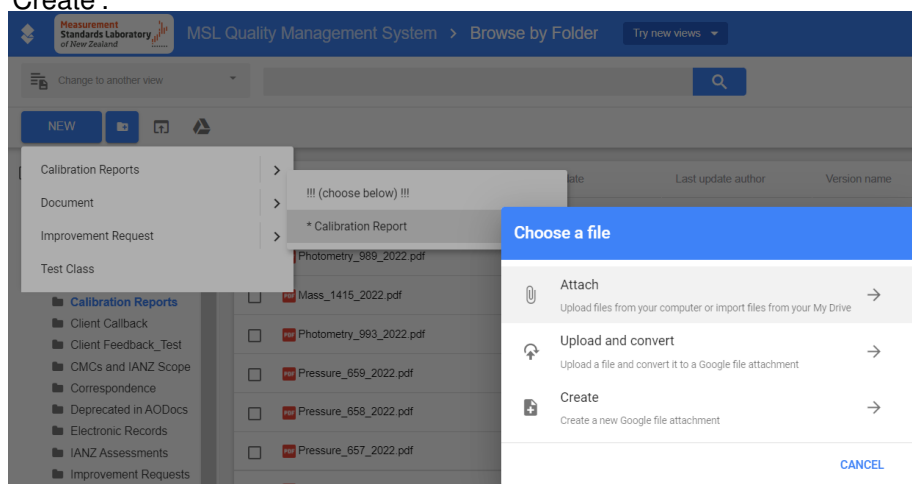 Create .
Measurement
Standards Laboratory
of New Zealand
MSL Quality Management System > Browse by Folder
Try new views
Change to another view
NEW
Calibration Reports
Document
Improvement Request
Test Class
!!! (choose below) !!!
* Calibration Report
date
Last update author
Version name
Photometry_989_2022.pdf
Mass_1415_2022.pdf
Photometry_993_2022.pdf
Pressure_659_2022.pdf
Pressure_658_2022.pdf
Pressure_657_2022.pdf
Calibration Reports
Client Callback
Client Feedback_Test
CMCs and IANZ Scope
Correspondence
Deprecated in AODocs
Electronic Records
IANZ Assessments
Improvement Requests
Choose a file
Attach
Upload files from your computer or import files from your My Drive
Upload and convert
Upload a file and convert it to a Google file attachment
Create
Create a new Google file attachment
CANCEL